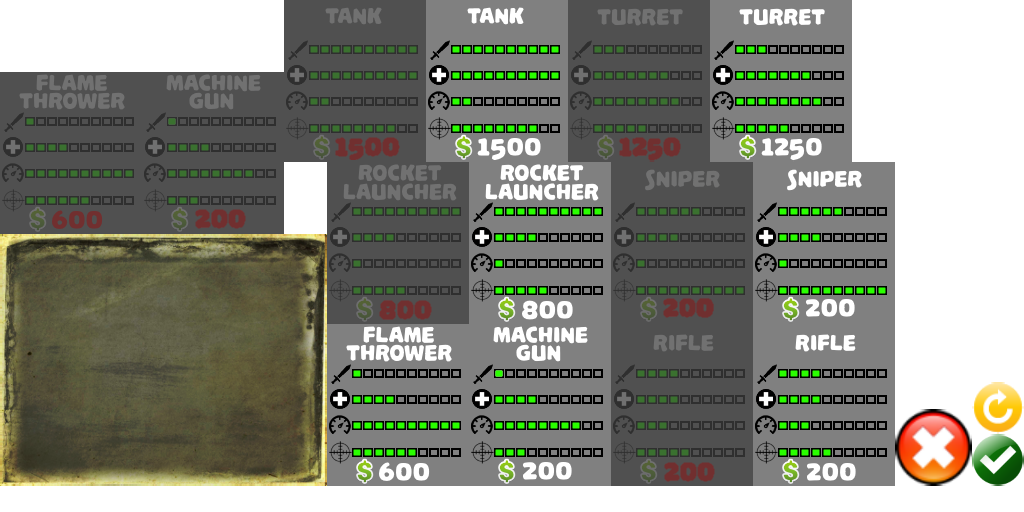 TANK
$ 1500
TANK
$ 1500
TURRET
$ 1250
TURRET
$ 1250
FLAME
THROWER
$ 600
MACHINE
GUN
$ 200
ROCKET
LAUNCHER
$ 800
ROCKET
LAUNCHER
$ 800
SNIPER
$ 200
SNIPER
$ 200
FLAME
THROWER
$ 600
MACHINE
GUN
$ 200
RIFLE
$ 200
RIFLE
$ 200